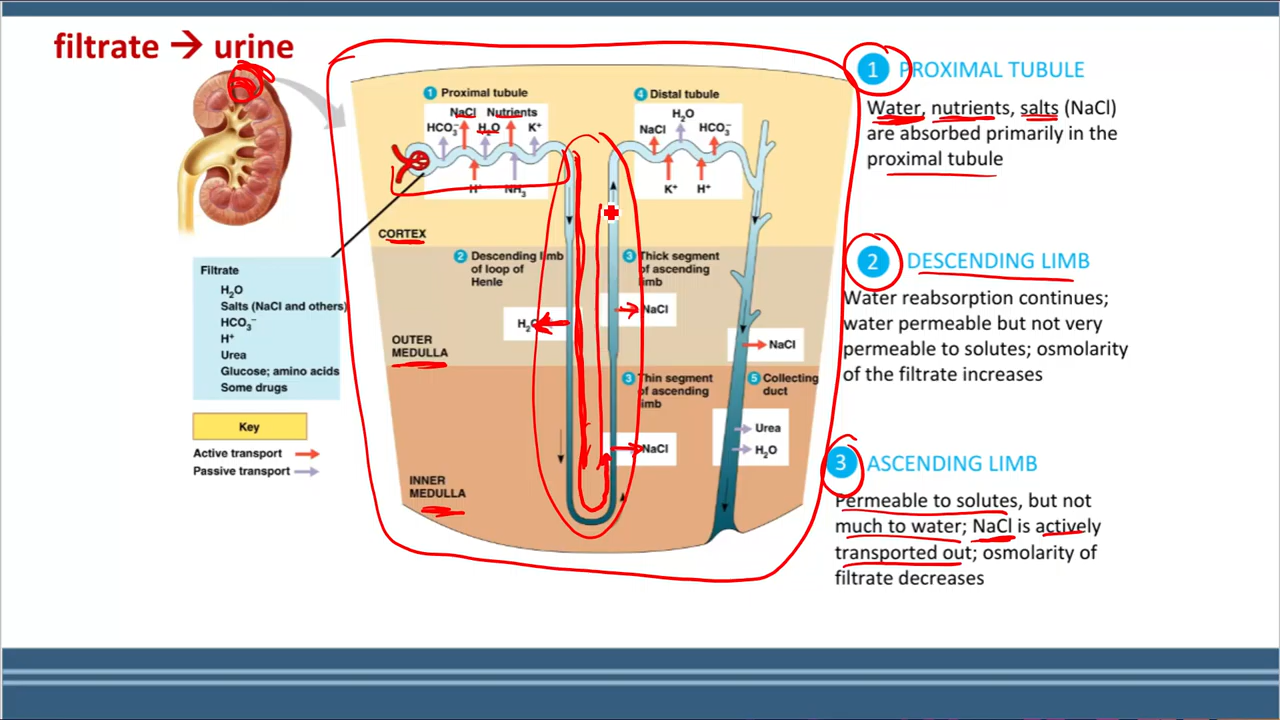 filtrate → urine
1 Proximal tubule
NaCl Nutrients
HCO₃⁻ H₂O K⁺
H⁺ NH₃
4 Distal tubule
H₂O
NaCl HCO₃⁻
K⁺ H⁺
CORTEX
2 Descending limb
of loop of
Henle
H₂O
3 Thick segment
of ascending
limb
NaCl
OUTER
MEDULLA
NaCl
3 Thin segment
of ascending
limb
NaCl
5 Collecting
duct
Urea
H₂O
INNER
MEDULLA
Filtrate
H₂O
Salts (NaCl and others)
HCO₃⁻
H⁺
Urea
Glucose; amino acids
Some drugs
Key
Active transport
Passive transport
1 PROXIMAL TUBULE
Water, nutrients, salts (NaCl)
are absorbed primarily in the
proximal tubule
2 DESCENDING LIMB
Water reabsorption continues;
water permeable but not very
permeable to solutes; osmolarity
of the filtrate increases
3 ASCENDING LIMB
Permeable to solutes, but not
much to water; NaCl is actively
transported out; osmolarity of
filtrate decreases